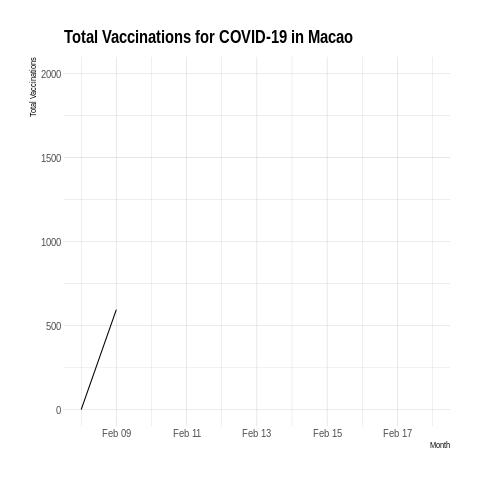 Total Vaccinations for COVID-19 in Macao
Total Vaccinations
2000
1500
1000
500
0
Feb 09 Feb 11 Feb 13 Feb 15 Feb 17
Month